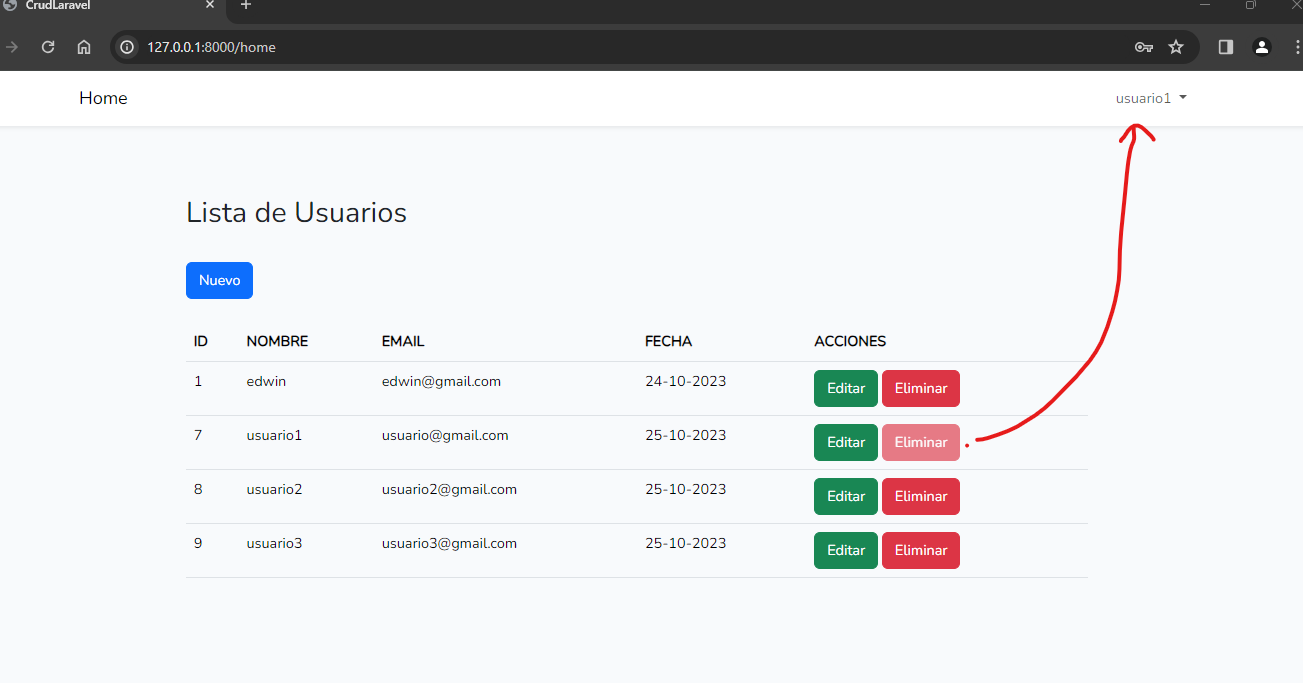 CrudLaravel
127.0.0.1:8000/home
Home usuario1
Lista de Usuarios
Nuevo
ID NOMBRE EMAIL FECHA ACCIONES
1 edwin edwin@gmail.com 24-10-2023 Editar Eliminar
7 usuario1 usuario@gmail.com 25-10-2023 Editar Eliminar
8 usuario2 usuario2@gmail.com 25-10-2023 Editar Eliminar
9 usuario3 usuario3@gmail.com 25-10-2023 Editar Eliminar